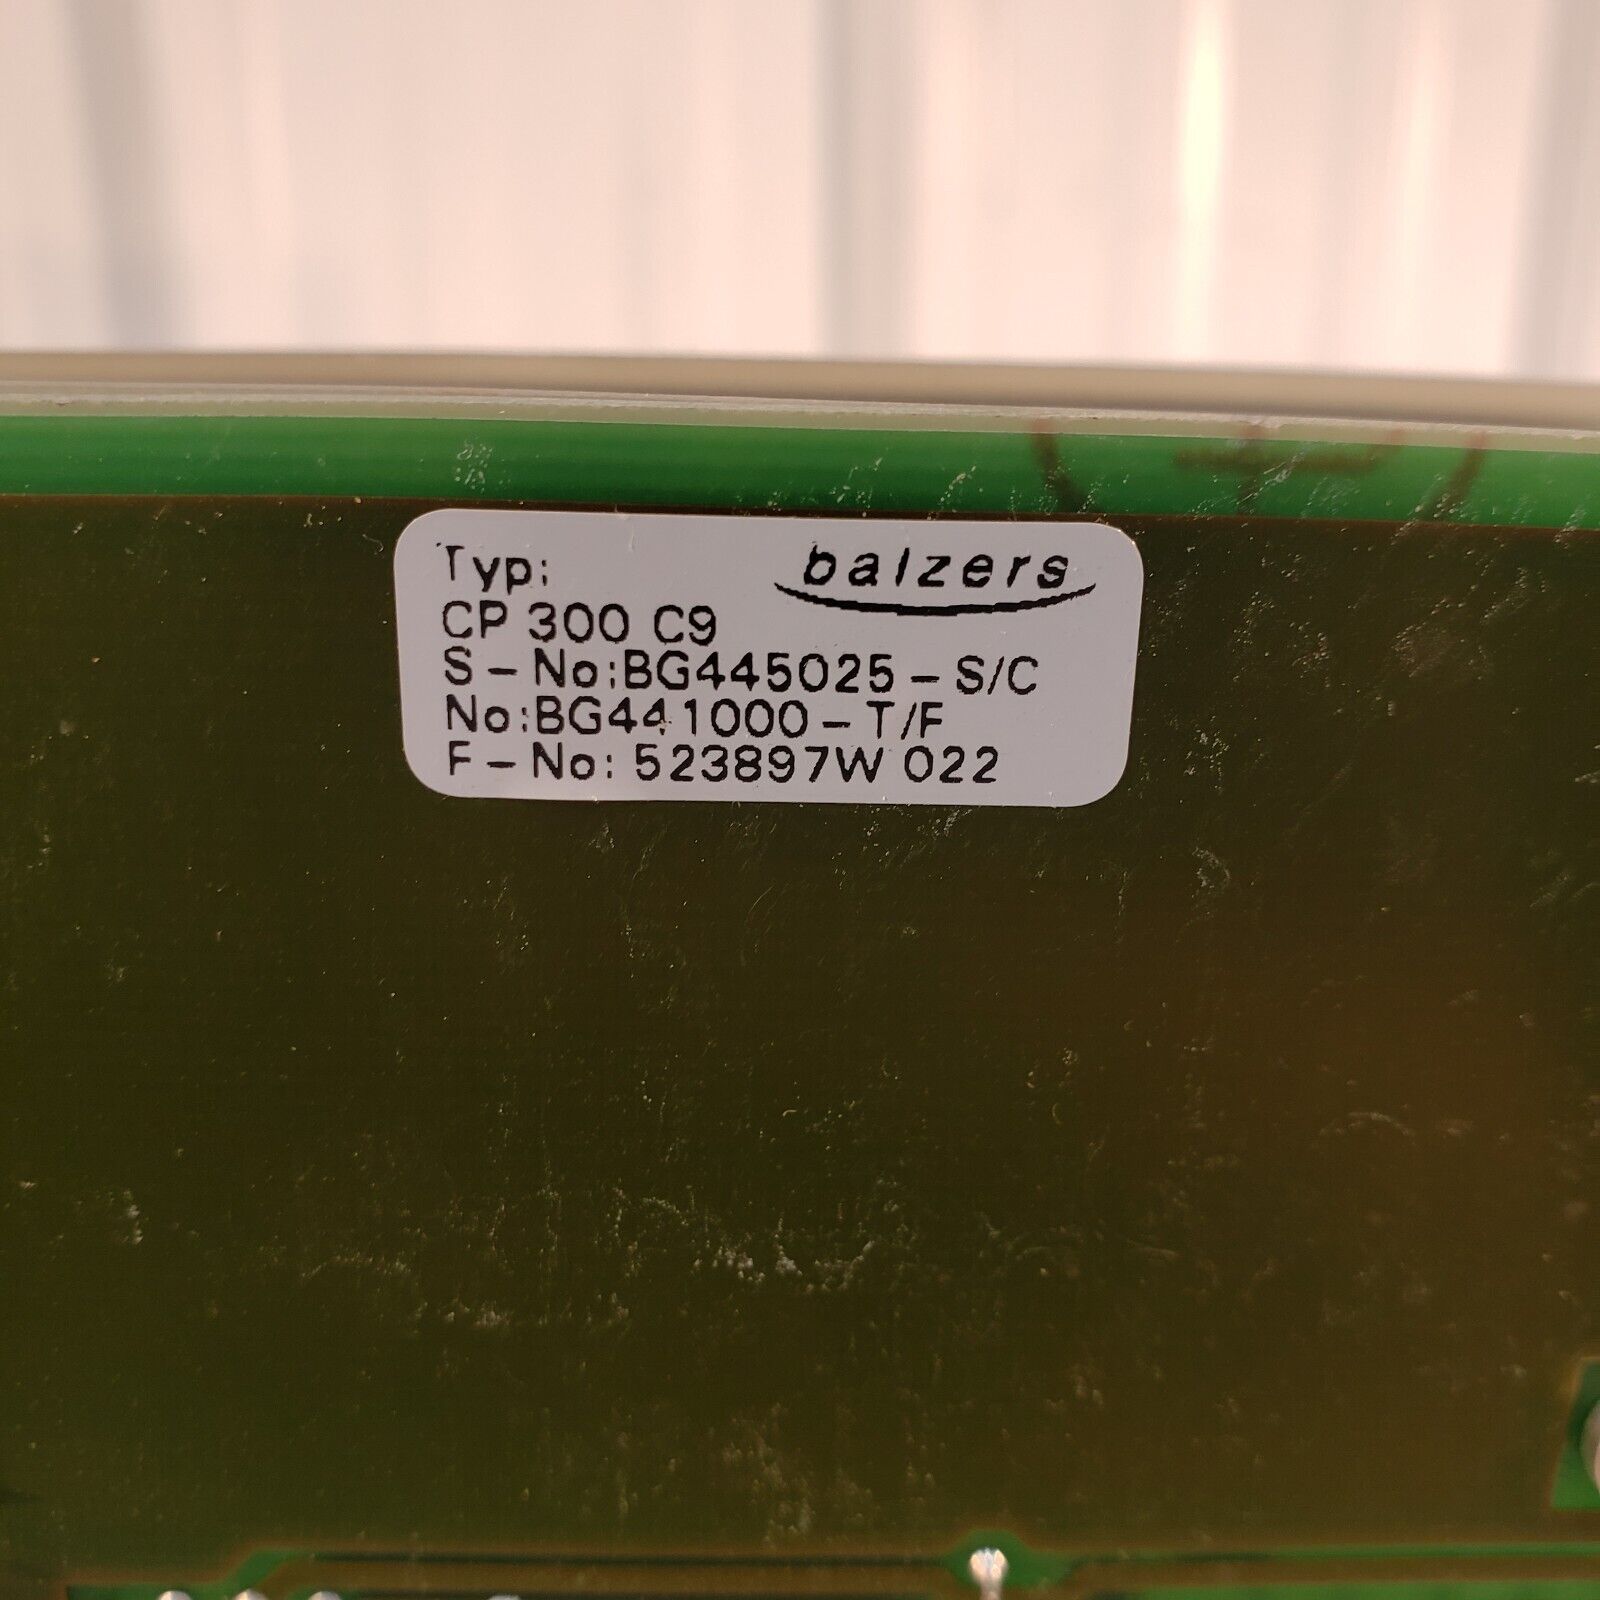 Typ: balzers
CP 300 C9
S-No:BG445025-S/C
No:BG441000-T/F
F-No: 523897W 022